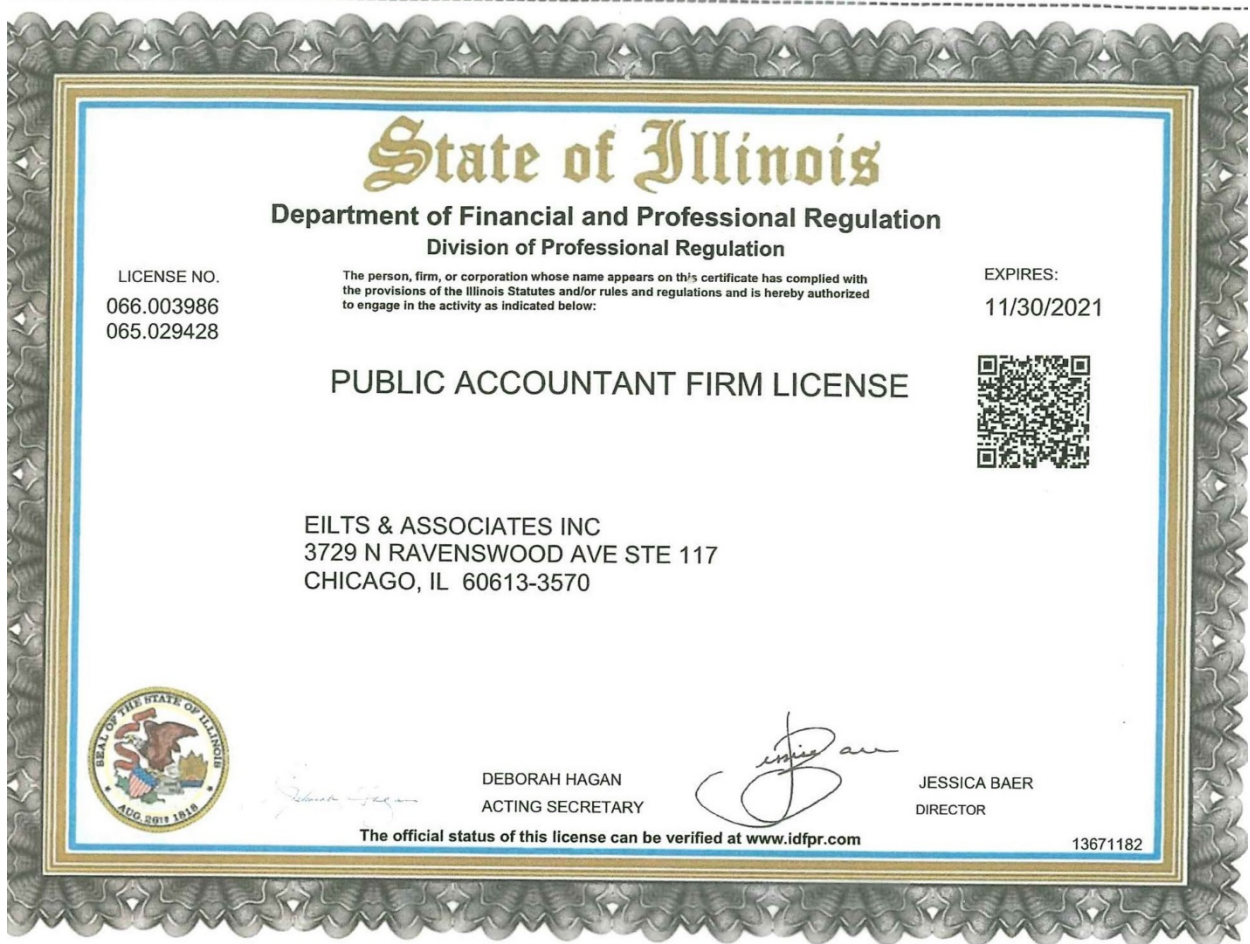 State of Illinois
Department of Financial and Professional Regulation
Division of Professional Regulation
LICENSE NO.
066.003986
065.029428
The person, firm, or corporation whose name appears on this certificate has complied with
the provisions of the Illinois Statutes and/or rules and regulations and is hereby authorized
to engage in the activity as indicated below:
EXPIRES:
11/30/2021
PUBLIC ACCOUNTANT FIRM LICENSE
EILTS & ASSOCIATES INC
3729 N RAVENSWOOD AVE STE 117
CHICAGO, IL 60613-3570
SEAL OF THE STATE OF ILLINOIS
AUG. 26TH 1818
Deborah Hagan
DEBORAH HAGAN
ACTING SECRETARY
JESSICA BAER
DIRECTOR
The official status of this license can be verified at www.idfpr.com
13671182